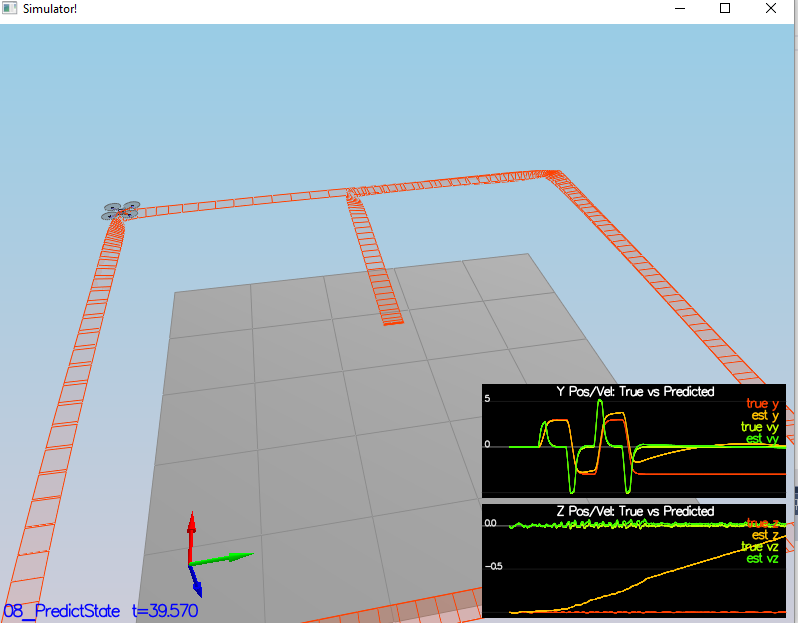 Simulator!
Y Pos/Vel: True vs Predicted
5
true y
est y
true vy
0
est vy
Z Pos/Vel: True vs Predicted
0.0
true z
est z
true vz
est vz
-0.5
08_PredictState t=39.570